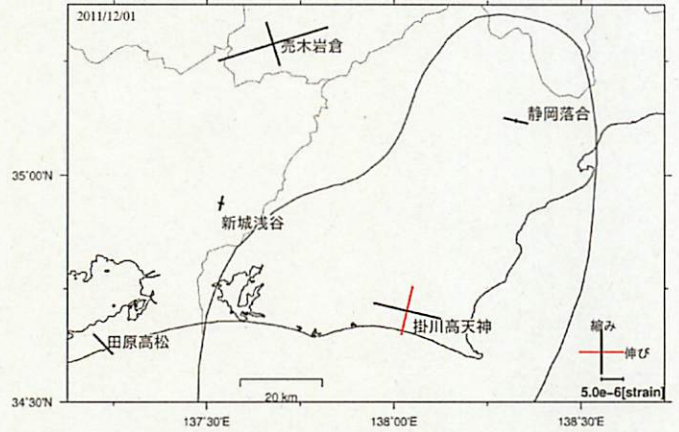 2011/12/01
売木岩倉
静岡落合
35°00'N
新城浅谷
掛川高天神
縮み
伸び
田原高松
5.0e-6[strain]
20 km
34°30'N
137°30'E
138°00'E
138°30'E